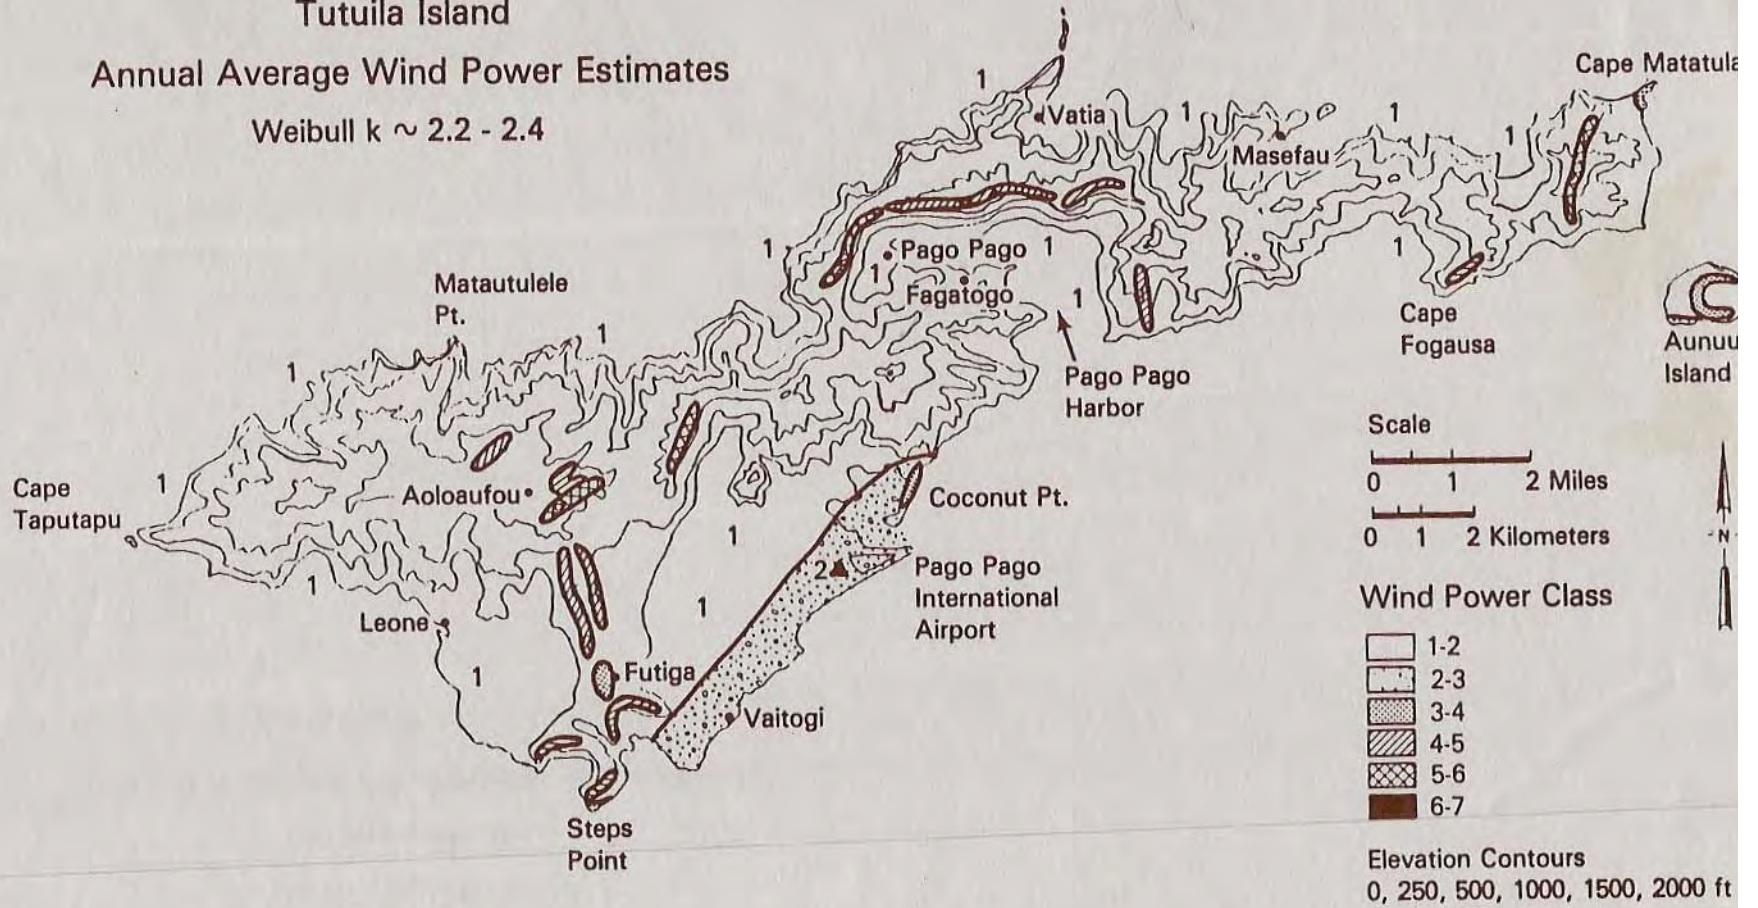 Tutuila Island
Annual Average Wind Power Estimates
Weibull k ~ 2.2 - 2.4
Cape Matatula
1
Vatia
1
1
1
Masefau
1
Pago Pago
1
1
1
Fagatogo
1
Matautulele
Pt.
1
1
Cape
Fogausa
Aunuu
Island
Pago Pago
Harbor
Scale
0 1 2 Miles
0 1 2 Kilometers
N
Cape
Taputapu
1
Aoloaufou
Coconut Pt.
1
2
Pago Pago
International
Airport
1
1
Leone
1
Futiga
Vaitogi
Steps
Point
Wind Power Class
1-2
2-3
3-4
4-5
5-6
6-7
Elevation Contours
0, 250, 500, 1000, 1500, 2000 ft